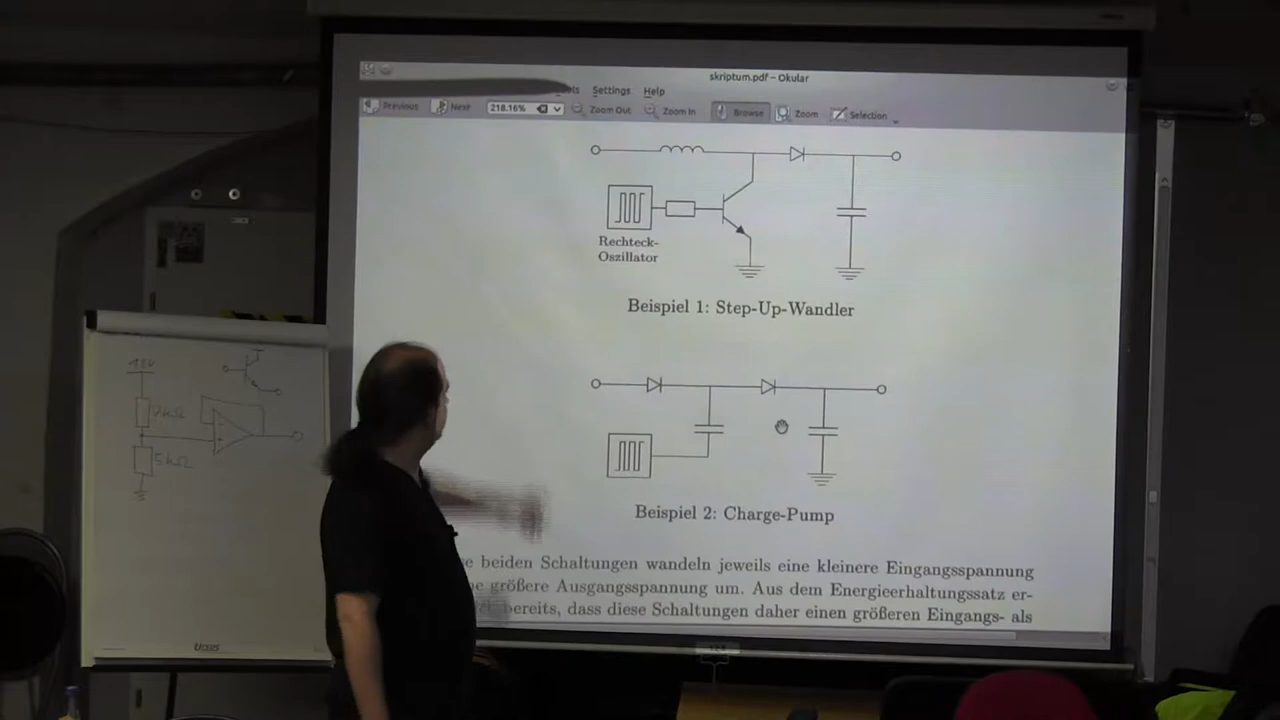 skriptum.pdf – Okular
Settings Help
Previous Next 218.16% Zoom Out Zoom In Browse Zoom Selection
Rechteck-
Oszillator
Beispiel 1: Step-Up-Wandler
Beispiel 2: Charge-Pump
beiden Schaltungen wandeln jeweils eine kleinere Eingangsspannung
größere Ausgangsspannung um. Aus dem Energieerhaltungssatz er-
bereits, dass diese Schaltungen daher einen größeren Eingangs- als
7kΩ
5kΩ